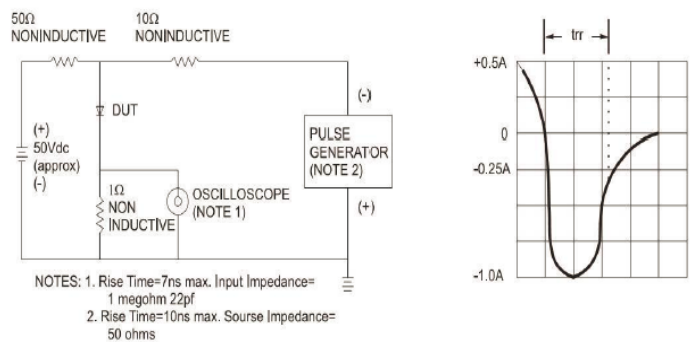 50Ω
NONINDUCTIVE
10Ω
NONINDUCTIVE
trr
+0.5A
(-)
DUT
(+)
50Vdc
(approx)
(-)
PULSE
GENERATOR
(NOTE 2)
0
-0.25A
1Ω
NON
INDUCTIVE
OSCILLOSCOPE
(NOTE 1)
(+)
-1.0A
NOTES: 1. Rise Time=7ns max. Input Impedance=
1 megohm 22pf
2. Rise Time=10ns max. Sourse Impedance=
50 ohms